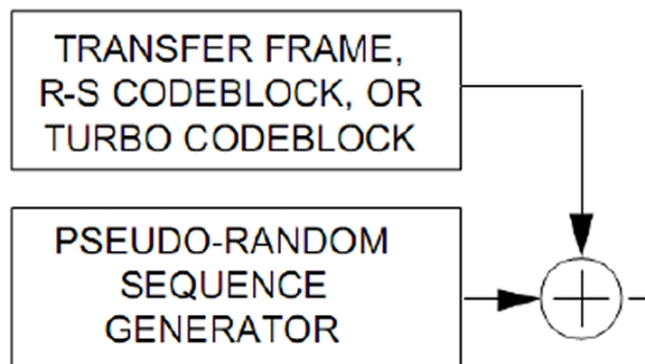 TRANSFER FRAME,
R-S CODEBLOCK, OR
TURBO CODEBLOCK
PSEUDO-RANDOM
SEQUENCE
GENERATOR